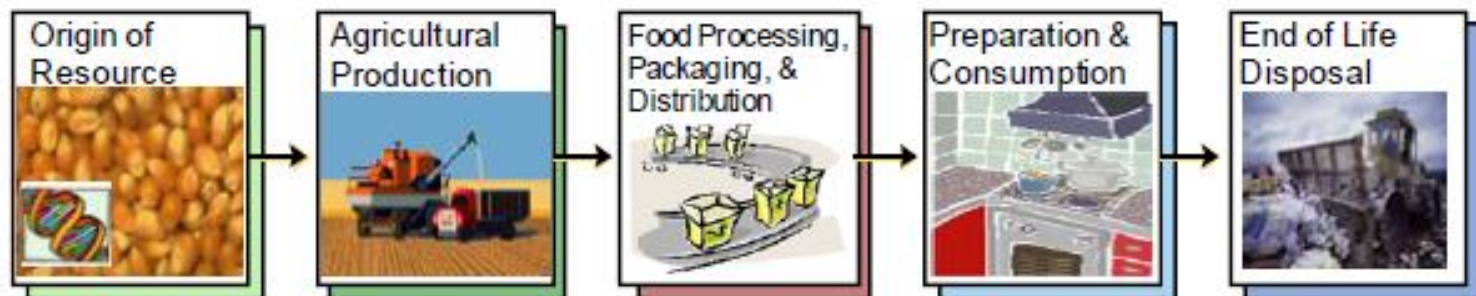 Origin of
Resource
Agricultural
Production
Food Processing,
Packaging, &
Distribution
Preparation &
Consumption
End of Life
Disposal